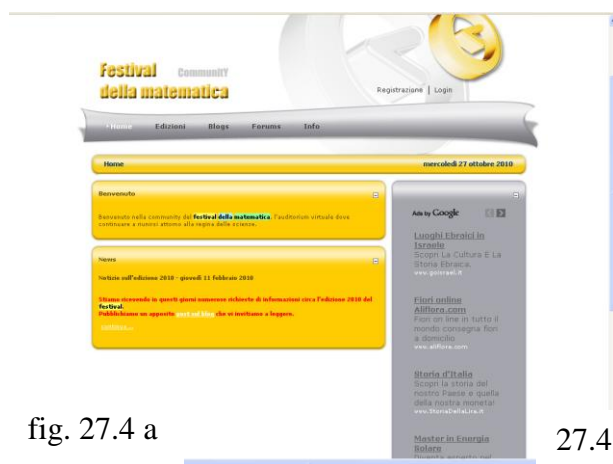 Festival CommunitY
della matematica
Registrazione | Login
Home Edizioni Blogs Forums Info
Home mercoledì 27 ottobre 2010
Benvenuto
Benvenuto nella community del festival della matematica, l'auditorium virtuale dove
continuare a riunirsi attorno alla regina delle scienze.
News
Notizie sull'edizione 2010 - giovedì 11 febbraio 2010
Stiamo ricevendo in questi giorni numerose richieste di informazioni circa l'edizione 2010 del
festival.
Pubblichiamo un apposito post sul blog che vi invitiamo a leggere.
Ads by Google
Luoghi Ebraici in
Israele
Scopri La Cultura E La
Storia Ebraica.
www.goisrael.it
Fiori online
Aliflora.com
Fiori on line in tutto il
mondo consegna fiori
a domicilio
www.aliflora.com
Storia d'Italia
Scopri la storia del
nostro Paese e quella
della nostra moneta!
www.StoriaDellaLira.it
Master in Energia
Solare
Diventa esperto nel
fig. 27.4 a
27.4